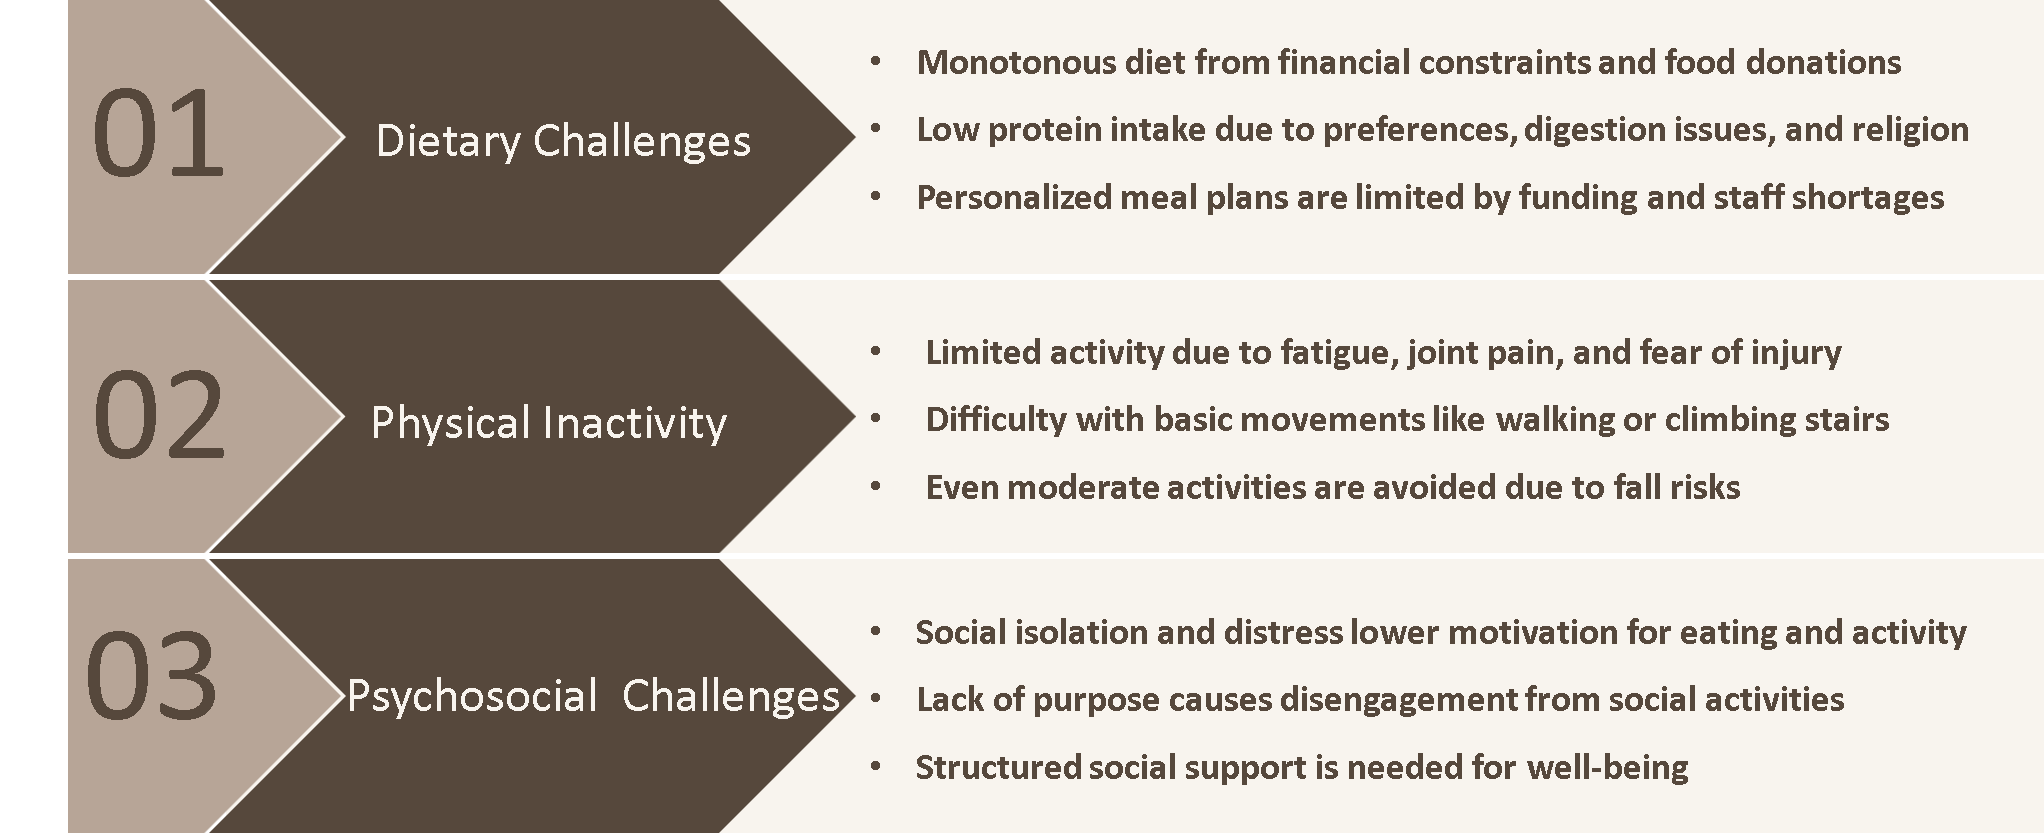 01
Dietary Challenges
• Monotonous diet from financial constraints and food donations
• Low protein intake due to preferences, digestion issues, and religion
• Personalized meal plans are limited by funding and staff shortages
02
Physical Inactivity
• Limited activity due to fatigue, joint pain, and fear of injury
• Difficulty with basic movements like walking or climbing stairs
• Even moderate activities are avoided due to fall risks
03
Psychosocial Challenges
• Social isolation and distress lower motivation for eating and activity
• Lack of purpose causes disengagement from social activities
• Structured social support is needed for well-being